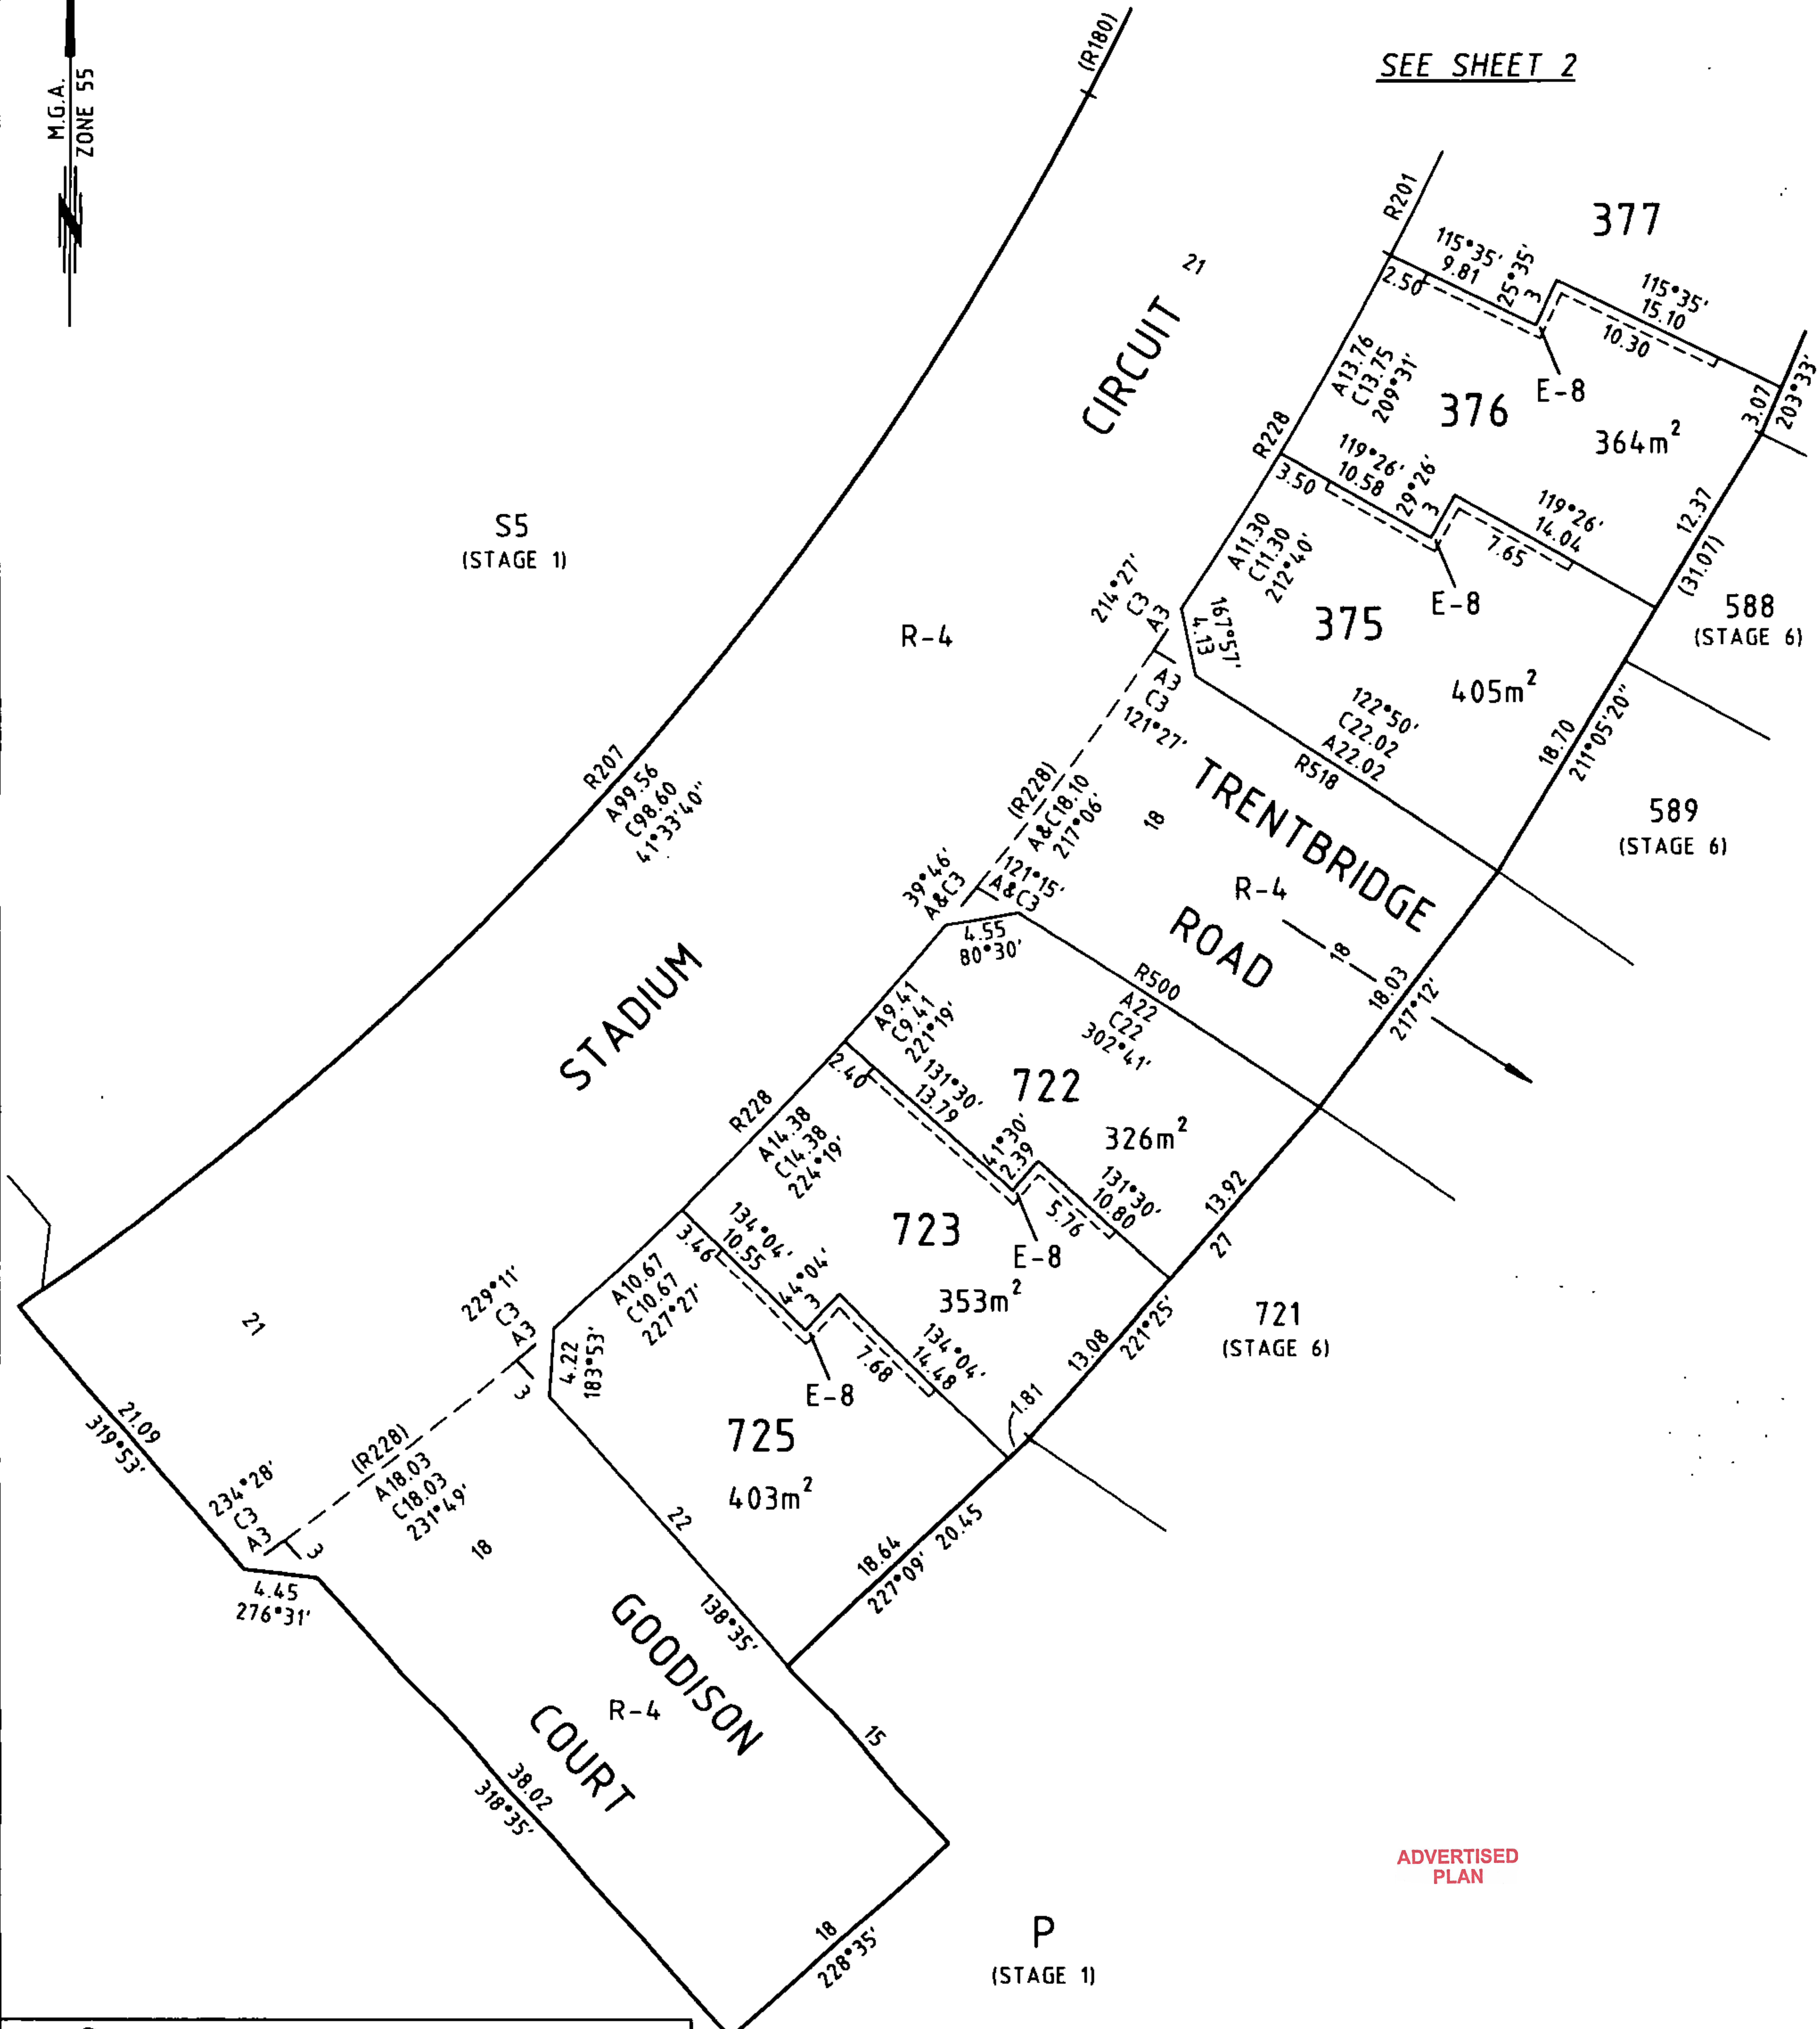 M.G.A.
ZONE 55
N
SEE SHEET 2
(R180)
R201
377
115°35'
9.81
25°35'
3
115°35'
15.10
2.50
10.30
E-8
21
CIRCUIT
A13.76
C13.75
209°31'
376
364m²
3.07
203°33'
R228
119°26'
10.58
29°26'
3
119°26'
14.04
3.50
7.65
E-8
12.37
(31.07)
588
(STAGE 6)
S5
(STAGE 1)
R-4
A11.30
C11.30
212°40'
375
405m²
214°27'
C3
A3
167°57'
4.13
A3
C3
121°27'
122°50'
C22.02
A22.02
R518
18.70
211°05'20"
589
(STAGE 6)
R207
A99.56
C98.60
41°33'40"
(R228)
A&C18.10
217°06'
18
TRENTBRIDGE
ROAD
R-4
18
39°46'
A&C3
121°15'
A&C3
4.55
80°30'
R500
A22
C22
302°41'
18.03
217°12'
STADIUM
A9.41
C9.41
221°19'
2.40
131°30'
13.79
722
326m²
41°30'
2.39
131°30'
10.80
5.76
E-8
13.92
27
R228
A14.38
C14.38
224°19'
723
353m²
134°04'
10.55
44°04'
3
3.46
134°04'
14.48
7.68
E-8
13.08
221°25'
721
(STAGE 6)
1.81
A10.67
C10.67
227°27'
229°11'
C3
A3
3
4.22
183°53'
725
403m²
21
21.09
319°53'
(R228)
A18.03
C18.03
231°49'
18
234°28'
C3
A3
3
4.45
276°31'
22
138°35'
18.64
20.45
227°09'
GOODISON
COURT
R-4
15
38.02
318°35'
18
228°35'
P
(STAGE 1)
ADVERTISED
PLAN